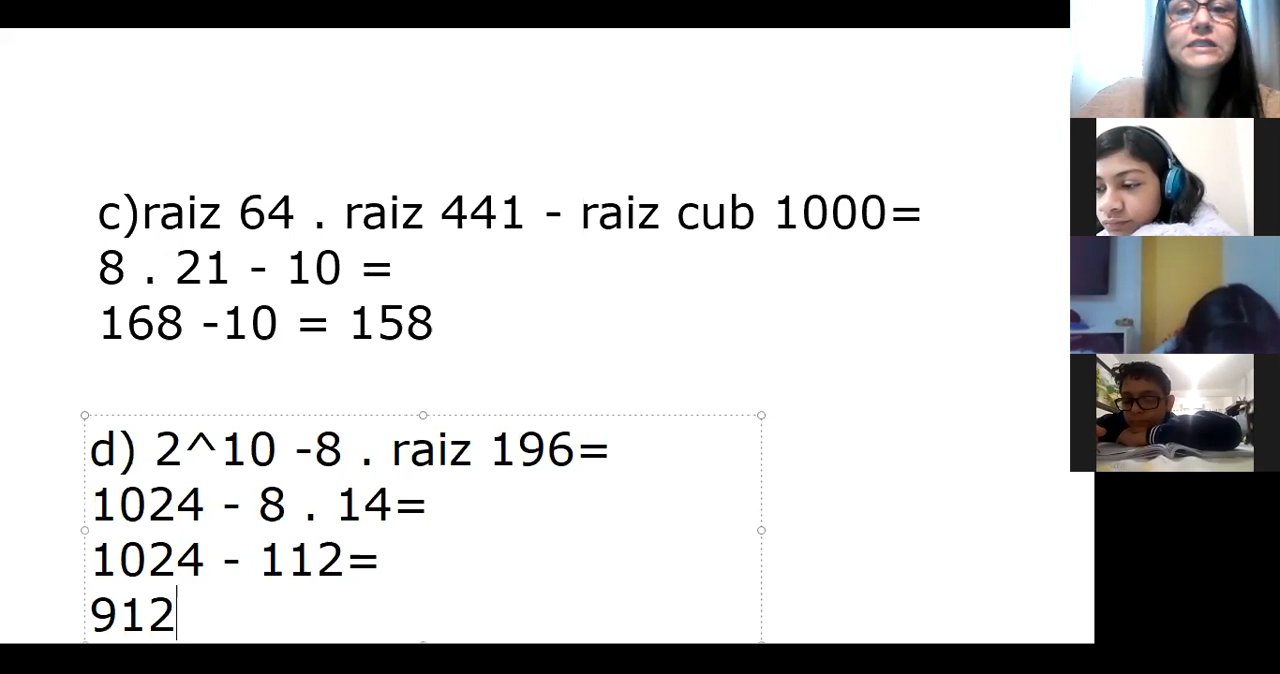 c)raiz 64 . raiz 441 - raiz cub 1000=
8 . 21 - 10 =
168 -10 = 158
d) 2^10 -8 . raiz 196=
1024 - 8 . 14=
1024 - 112=
912